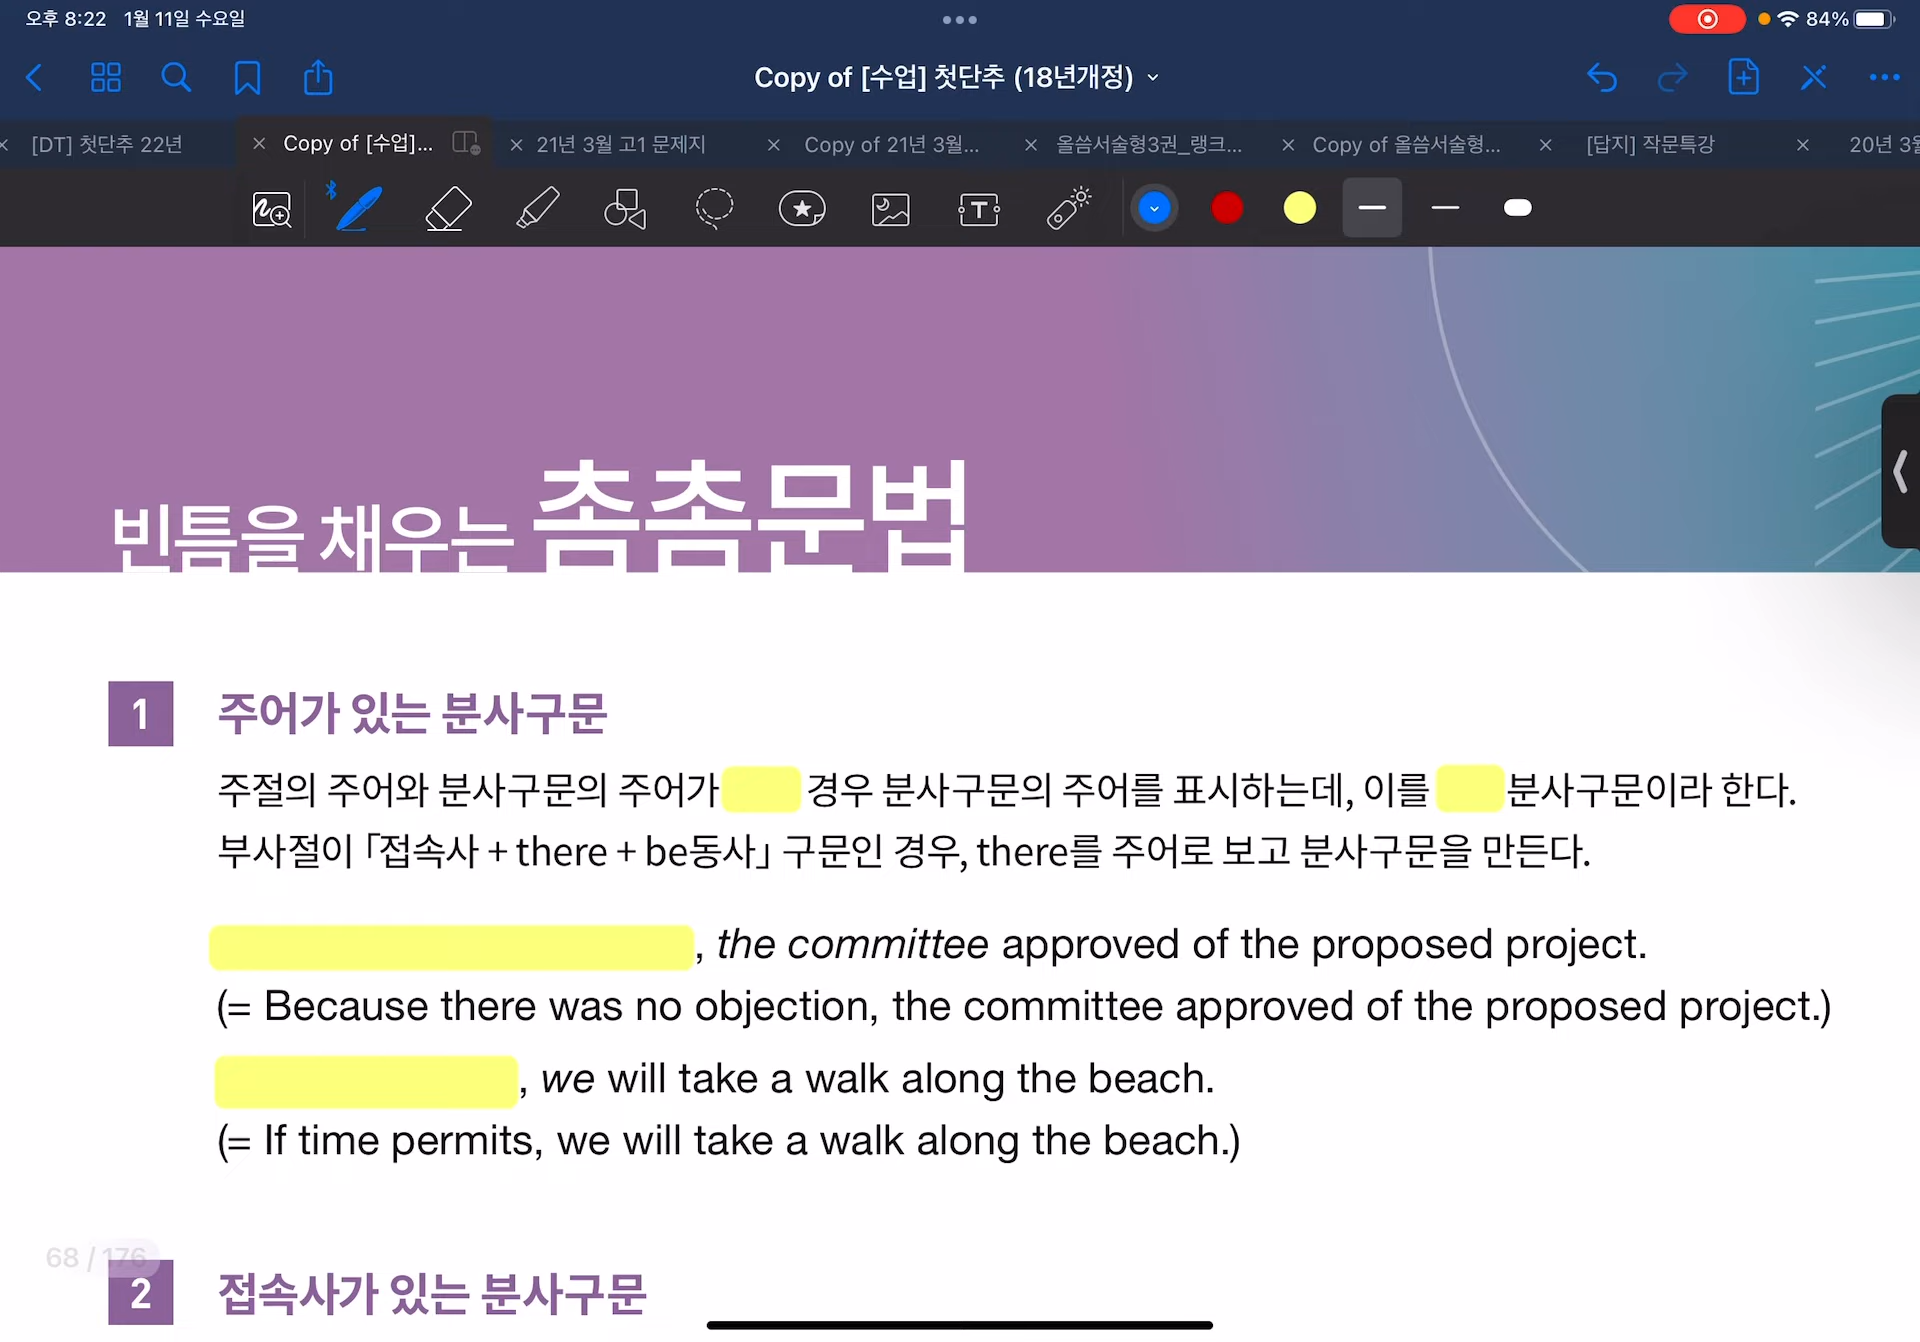 오후 8:22 1월 11일 수요일
84%
Copy of [수업] 첫단추 (18년개정)
[DT] 첫단추 22년
Copy of [수업]...
21년 3월 고1 문제지
Copy of 21년 3월...
올씀서술형3권_랭크...
Copy of 올씀서술형...
[답지] 작문특강
20년 3월
빈틈을 채우는 촘촘문법
1 주어가 있는 분사구문
주절의 주어와 분사구문의 주어가 경우 분사구문의 주어를 표시하는데, 이를 분사구문이라 한다.
부사절이 「접속사 + there + be동사」 구문인 경우, there를 주어로 보고 분사구문을 만든다.
, the committee approved of the proposed project.
(= Because there was no objection, the committee approved of the proposed project.)
, we will take a walk along the beach.
(= If time permits, we will take a walk along the beach.)
68 / 176
2 접속사가 있는 분사구문